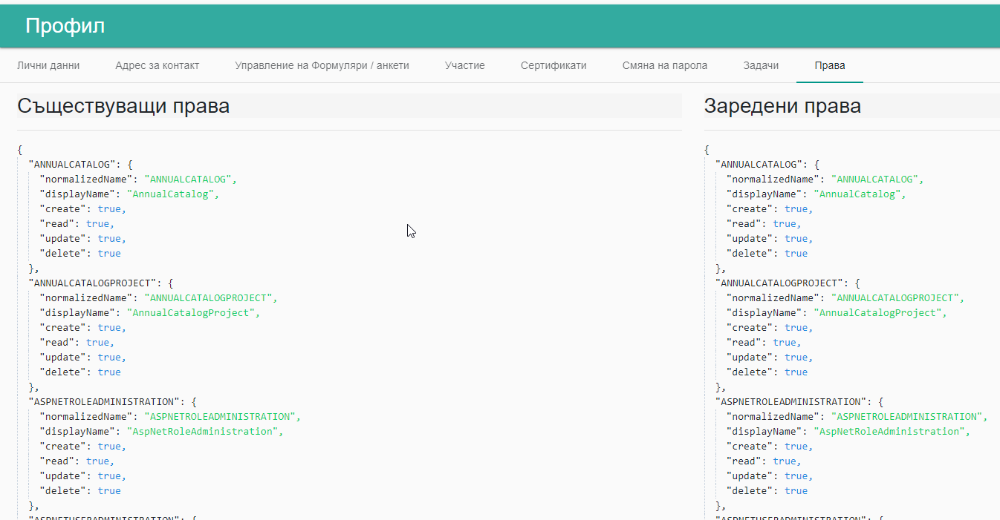 Профил
Лични данни Адрес за контакт Управление на Формуляри / анкети Участие Сертификати Смяна на парола Задачи Права
Съществуващи права
{
"ANNUALCATALOG": {
"normalizedName": "ANNUALCATALOG",
"displayName": "AnnualCatalog",
"create": true,
"read": true,
"update": true,
"delete": true
},
"ANNUALCATALOGPROJECT": {
"normalizedName": "ANNUALCATALOGPROJECT",
"displayName": "AnnualCatalogProject",
"create": true,
"read": true,
"update": true,
"delete": true
},
"ASPNETROLEADMINISTRATION": {
"normalizedName": "ASPNETROLEADMINISTRATION",
"displayName": "AspNetRoleAdministration",
"create": true,
"read": true,
"update": true,
"delete": true
},
"ASPNETUSERADMINISTRATION": {
Заредени права
{
"ANNUALCATALOG": {
"normalizedName": "ANNUALCATALOG",
"displayName": "AnnualCatalog",
"create": true,
"read": true,
"update": true,
"delete": true
},
"ANNUALCATALOGPROJECT": {
"normalizedName": "ANNUALCATALOGPROJECT",
"displayName": "AnnualCatalogProject",
"create": true,
"read": true,
"update": true,
"delete": true
},
"ASPNETROLEADMINISTRATION": {
"normalizedName": "ASPNETROLEADMINISTRATION",
"displayName": "AspNetRoleAdministration",
"create": true,
"read": true,
"update": true,
"delete": true
},
"ASPNETUSERADMINISTRATION": {